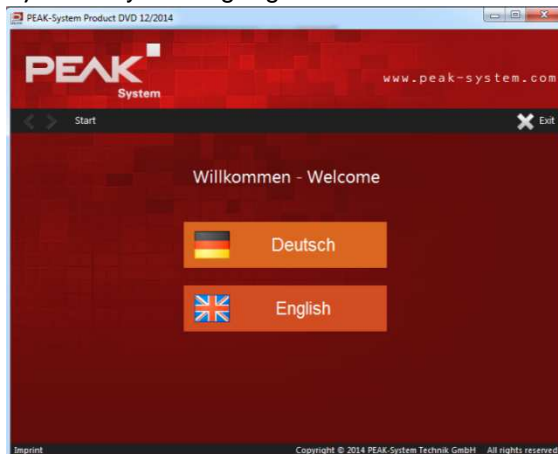 PEAK-System Product DVD 12/2014
PEAK
System
www.peak-system.com
Start
Exit
Willkommen - Welcome
Deutsch
English
Imprint
Copyright © 2014 PEAK-System Technik GmbH All rights reserved